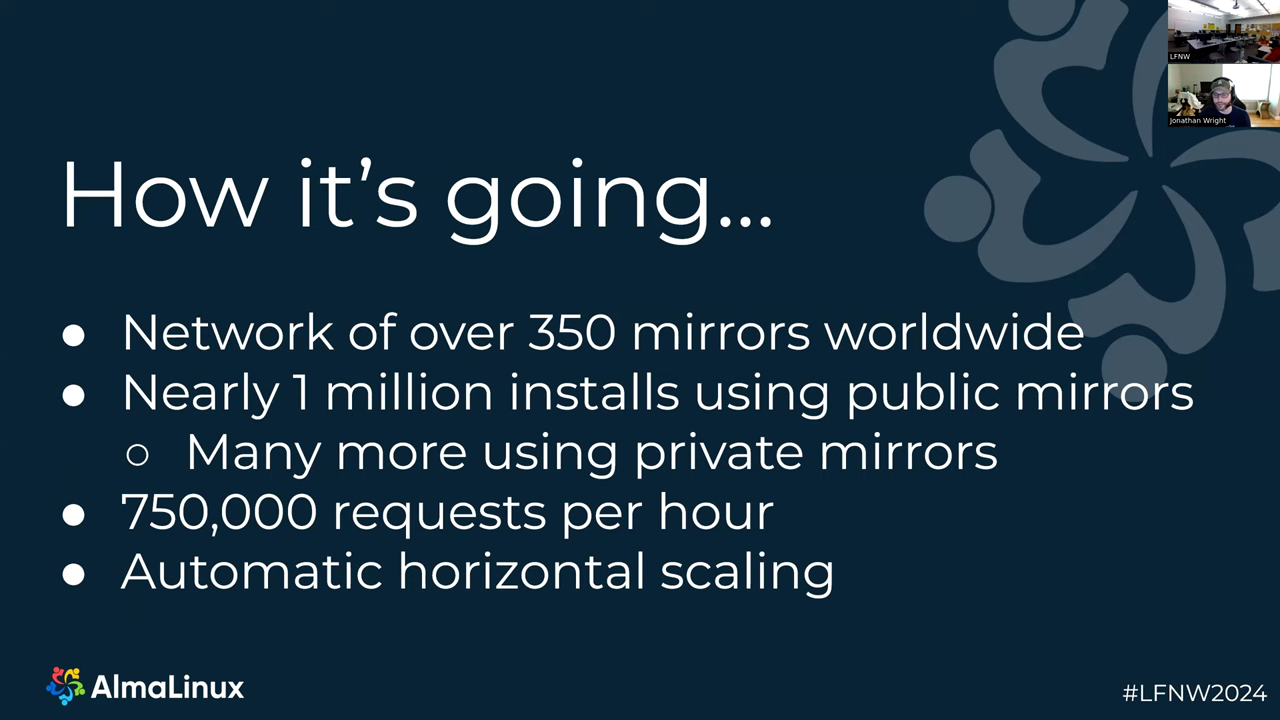 LFNW
Jonathan Wright
How it’s going...
● Network of over 350 mirrors worldwide
● Nearly 1 million installs using public mirrors
○ Many more using private mirrors
● 750,000 requests per hour
● Automatic horizontal scaling
AlmaLinux
#LFNW2024